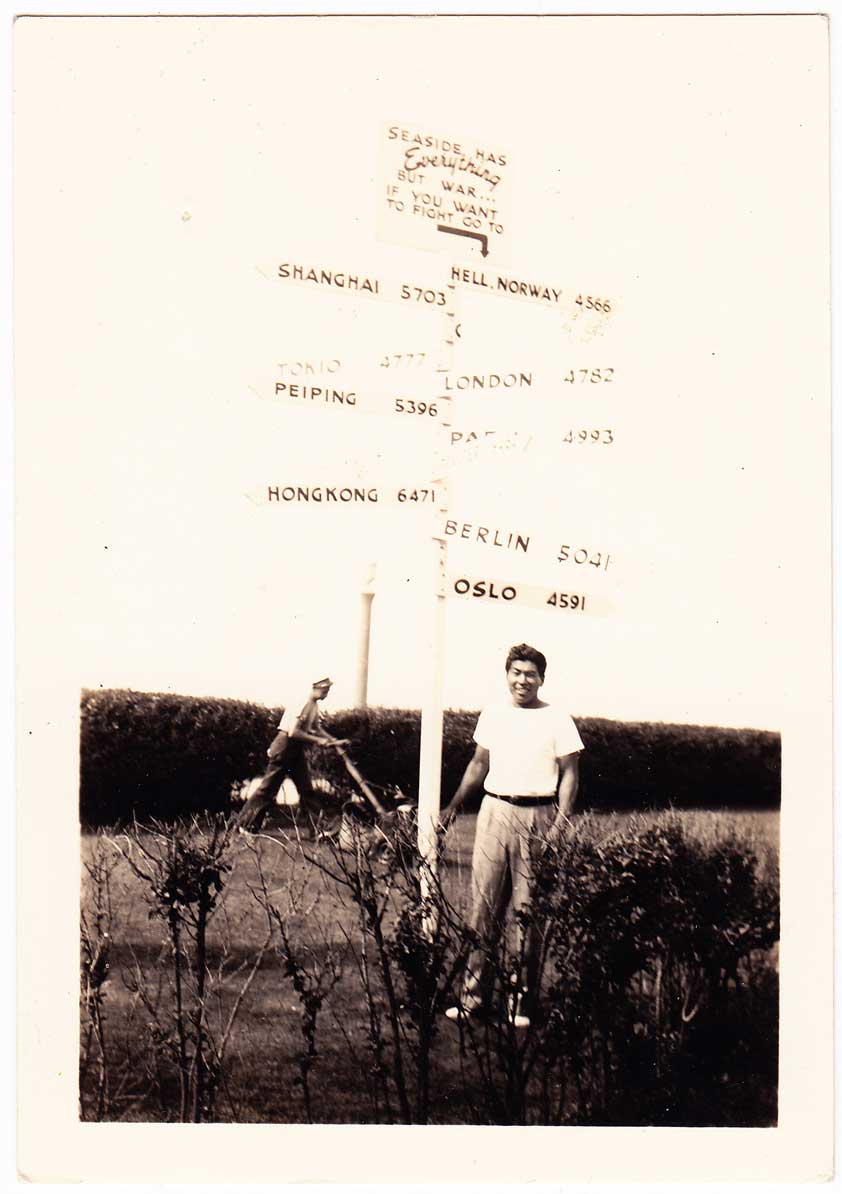 SEASIDE HAS
Everything
BUT WAR...
IF YOU WANT
TO FIGHT GO TO
HELL, NORWAY 4566
SHANGHAI 5703
TOKIO 4777
LONDON 4782
PEIPING 5396
4993
HONGKONG 6471
BERLIN 5041
OSLO 4591